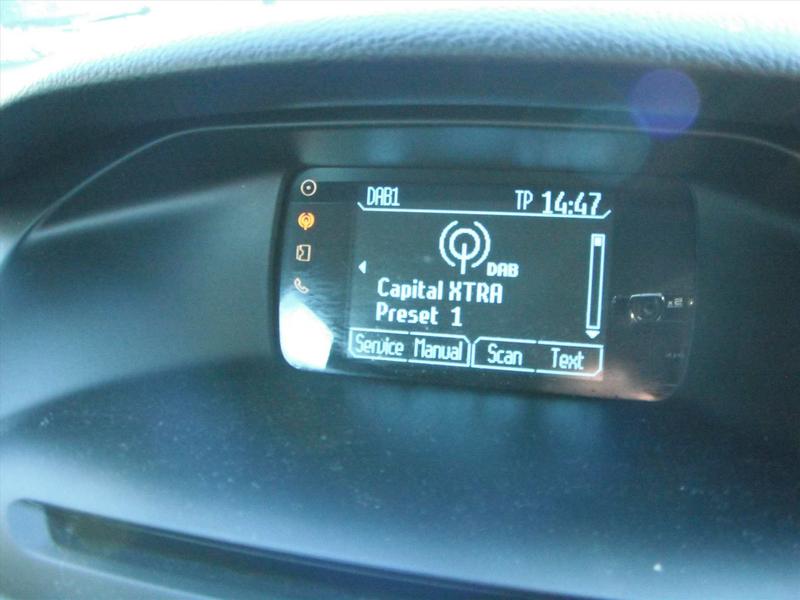 DAB1 TP 14:47
DAB
Capital XTRA
Preset 1
Service Manual Scan Text